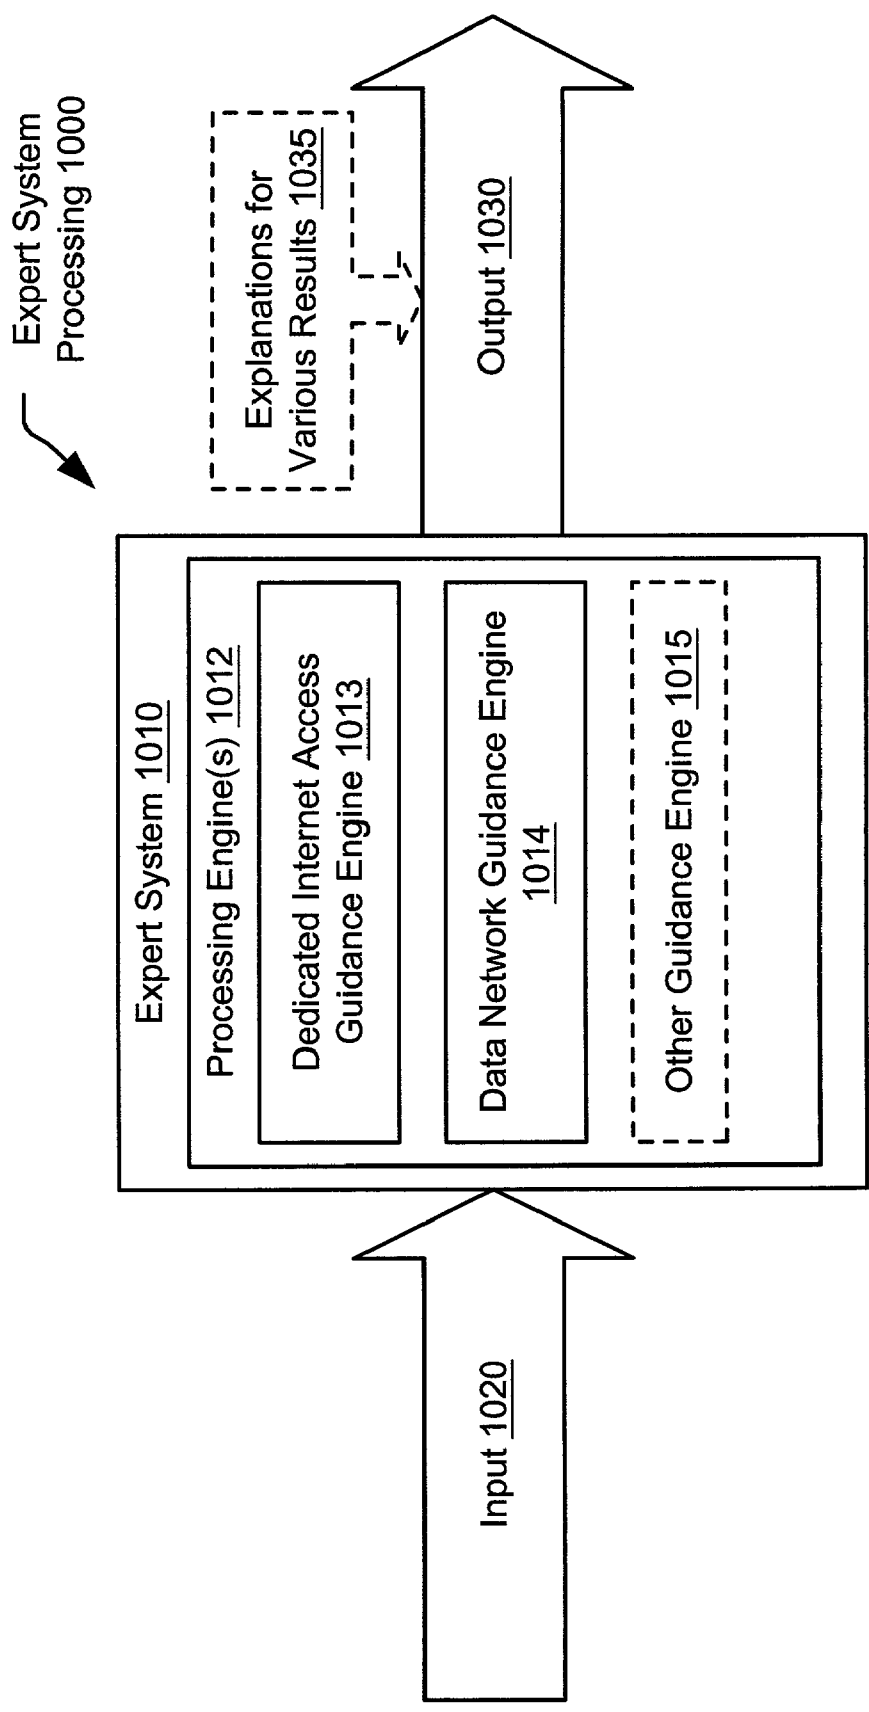 Expert System
Processing 1000
Explanations for
Various Results 1035
Output 1030
Expert System 1010
Processing Engine(s) 1012
Dedicated Internet Access
Guidance Engine 1013
Data Network Guidance Engine
1014
Other Guidance Engine 1015
Input 1020